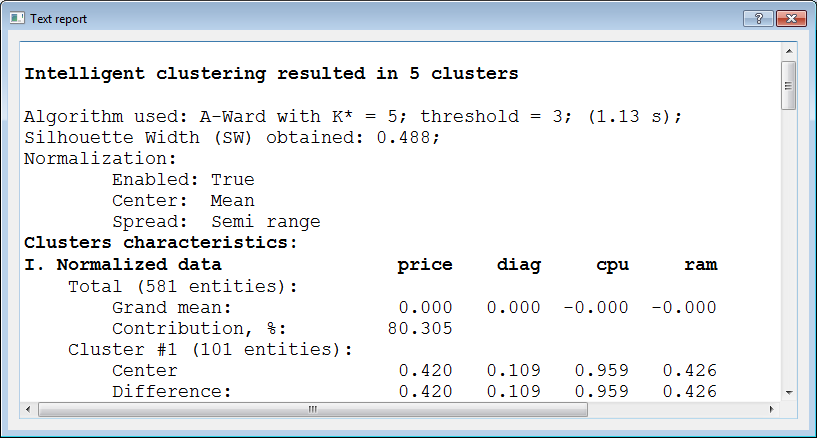 Text report
Intelligent clustering resulted in 5 clusters
Algorithm used: A-Ward with K* = 5; threshold = 3; (1.13 s);
Silhouette Width (SW) obtained: 0.488;
Normalization:
Enabled: True
Center: Mean
Spread: Semi range
Clusters characteristics:
I. Normalized data price diag cpu ram
Total (581 entities):
Grand mean: 0.000 0.000 -0.000 -0.000
Contribution, %: 80.305
Cluster #1 (101 entities):
Center 0.420 0.109 0.959 0.426
Difference: 0.420 0.109 0.959 0.426